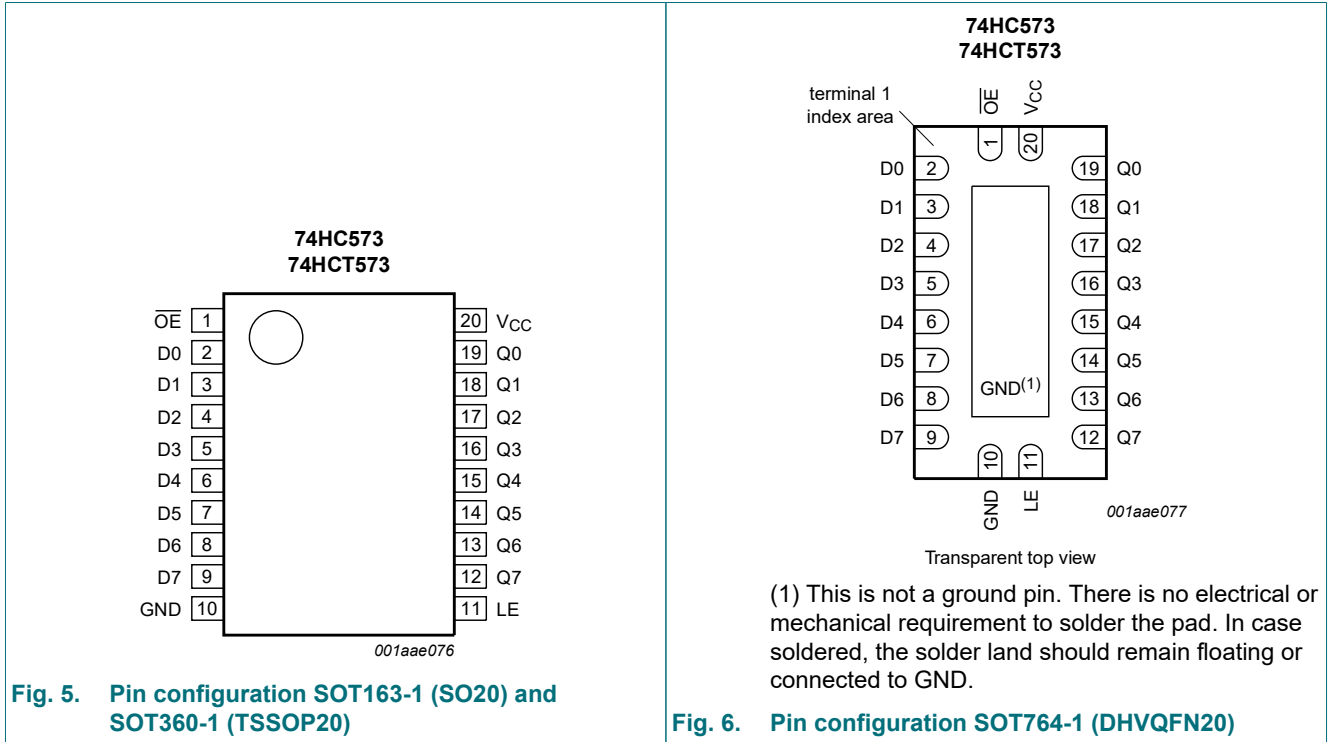 74HC573
74HCT573
OE 1
D0 2
D1 3
D2 4
D3 5
D4 6
D5 7
D6 8
D7 9
GND 10
20 VCC
19 Q0
18 Q1
17 Q2
16 Q3
15 Q4
14 Q5
13 Q6
12 Q7
11 LE
001aae076
Fig. 5. Pin configuration SOT163-1 (SO20) and
SOT360-1 (TSSOP20)
74HC573
74HCT573
terminal 1
index area
OE
VCC
1
20
D0 2
D1 3
D2 4
D3 5
D4 6
D5 7
D6 8
D7 9
19 Q0
18 Q1
17 Q2
16 Q3
15 Q4
14 Q5
13 Q6
12 Q7
GND(1)
10
11
GND
LE
001aae077
Transparent top view
(1) This is not a ground pin. There is no electrical or
mechanical requirement to solder the pad. In case
soldered, the solder land should remain floating or
connected to GND.
Fig. 6. Pin configuration SOT764-1 (DHVQFN20)